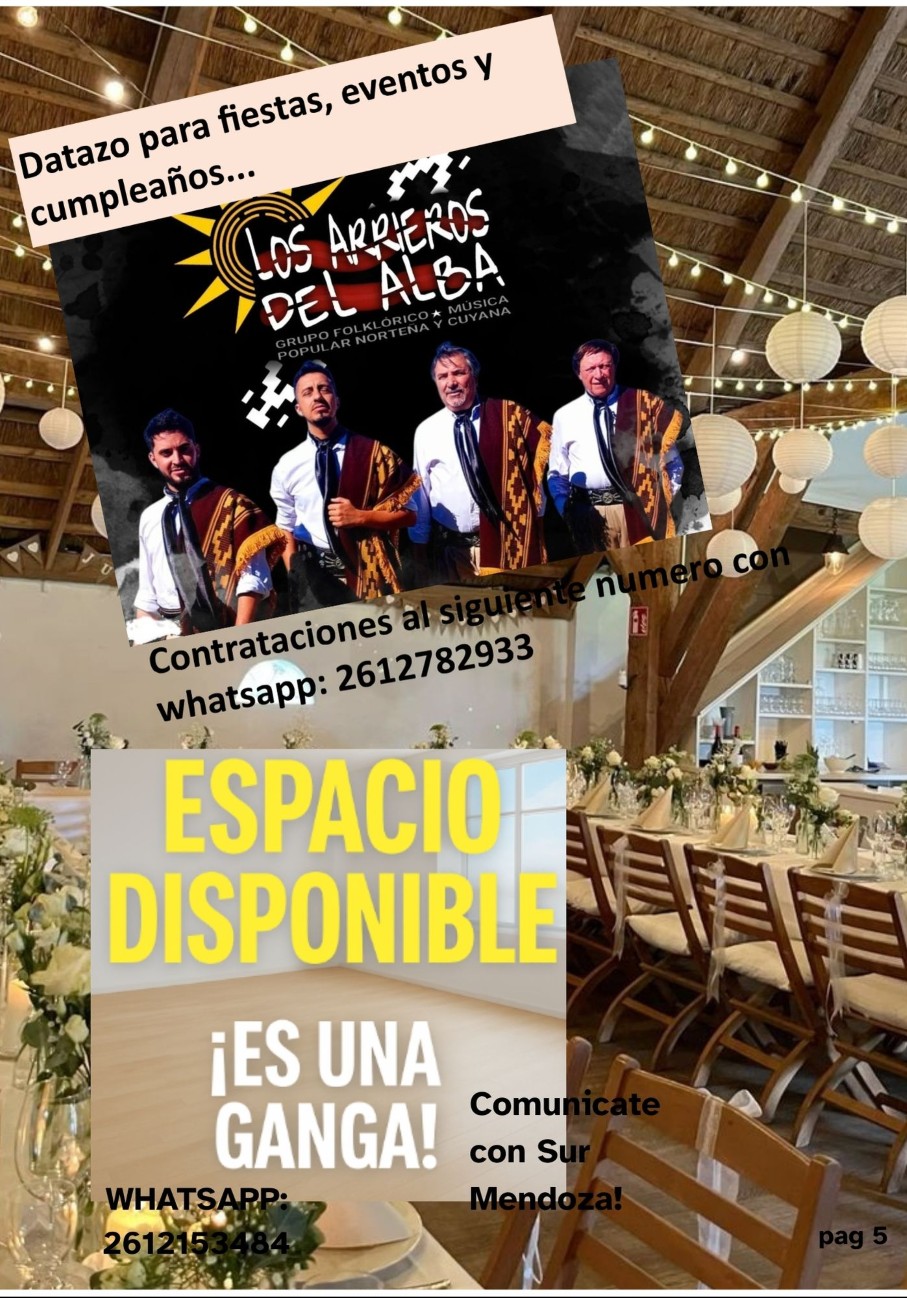 Datazo para fiestas, eventos y
cumpleaños...
LOS ARRIEROS
DEL ALBA
GRUPO FOLKLÓRICO ★ MÚSICA
POPULAR NORTEÑA Y CUYANA
Contrataciones al siguiente numero con
whatsapp: 2612782933
ESPACIO
DISPONIBLE
¡ES UNA
GANGA!
Comunicate
con Sur
Mendoza!
WHATSAPP:
2612153484
pag 5